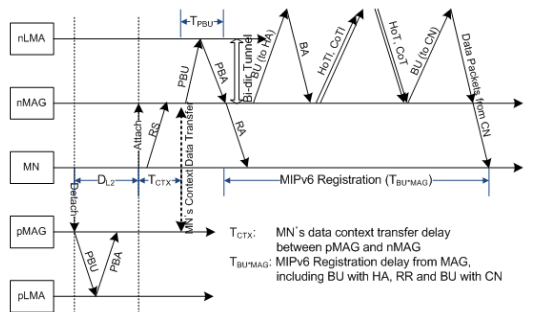 T_PBU
nLMA
PBU
PBA
Bi-dir Tunnel
BU (to HA)
BA
HoTI, CoTI
HoT, CoT
BU (to CN)
Data Packets from CN
nMAG
Attach
RS
MN`s Context Data Transfer
RA
MN
D_L2
T_CTX
MIPv6 Registration (T_BU*MAG)
Detach
pMAG
PBU
PBA
pLMA
T_CTX: MN`s data context transfer delay
between pMAG and nMAG
T_BU*MAG: MIPv6 Registration delay from MAG,
including BU with HA, RR and BU with CN